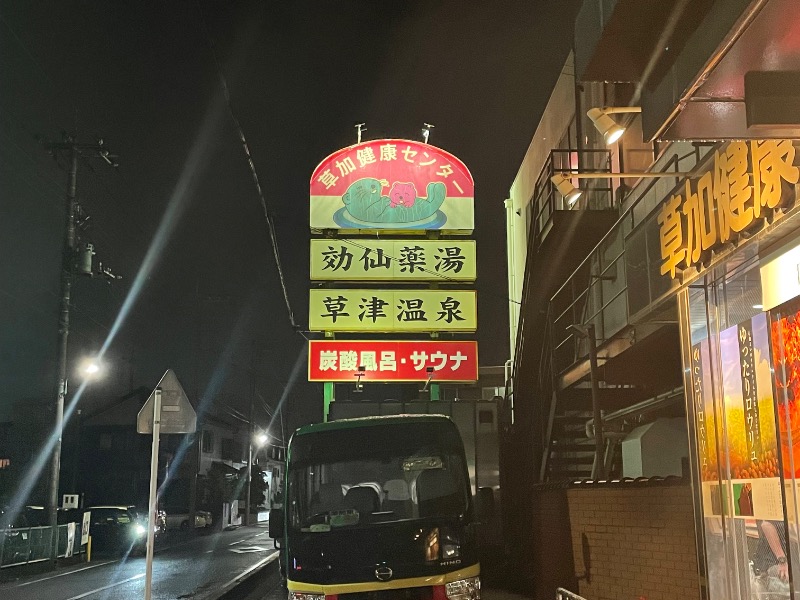 草加健康センター
効仙薬湯
草津温泉
炭酸風呂・サウナ
草加健康
ゆったりロウリュ
HINO